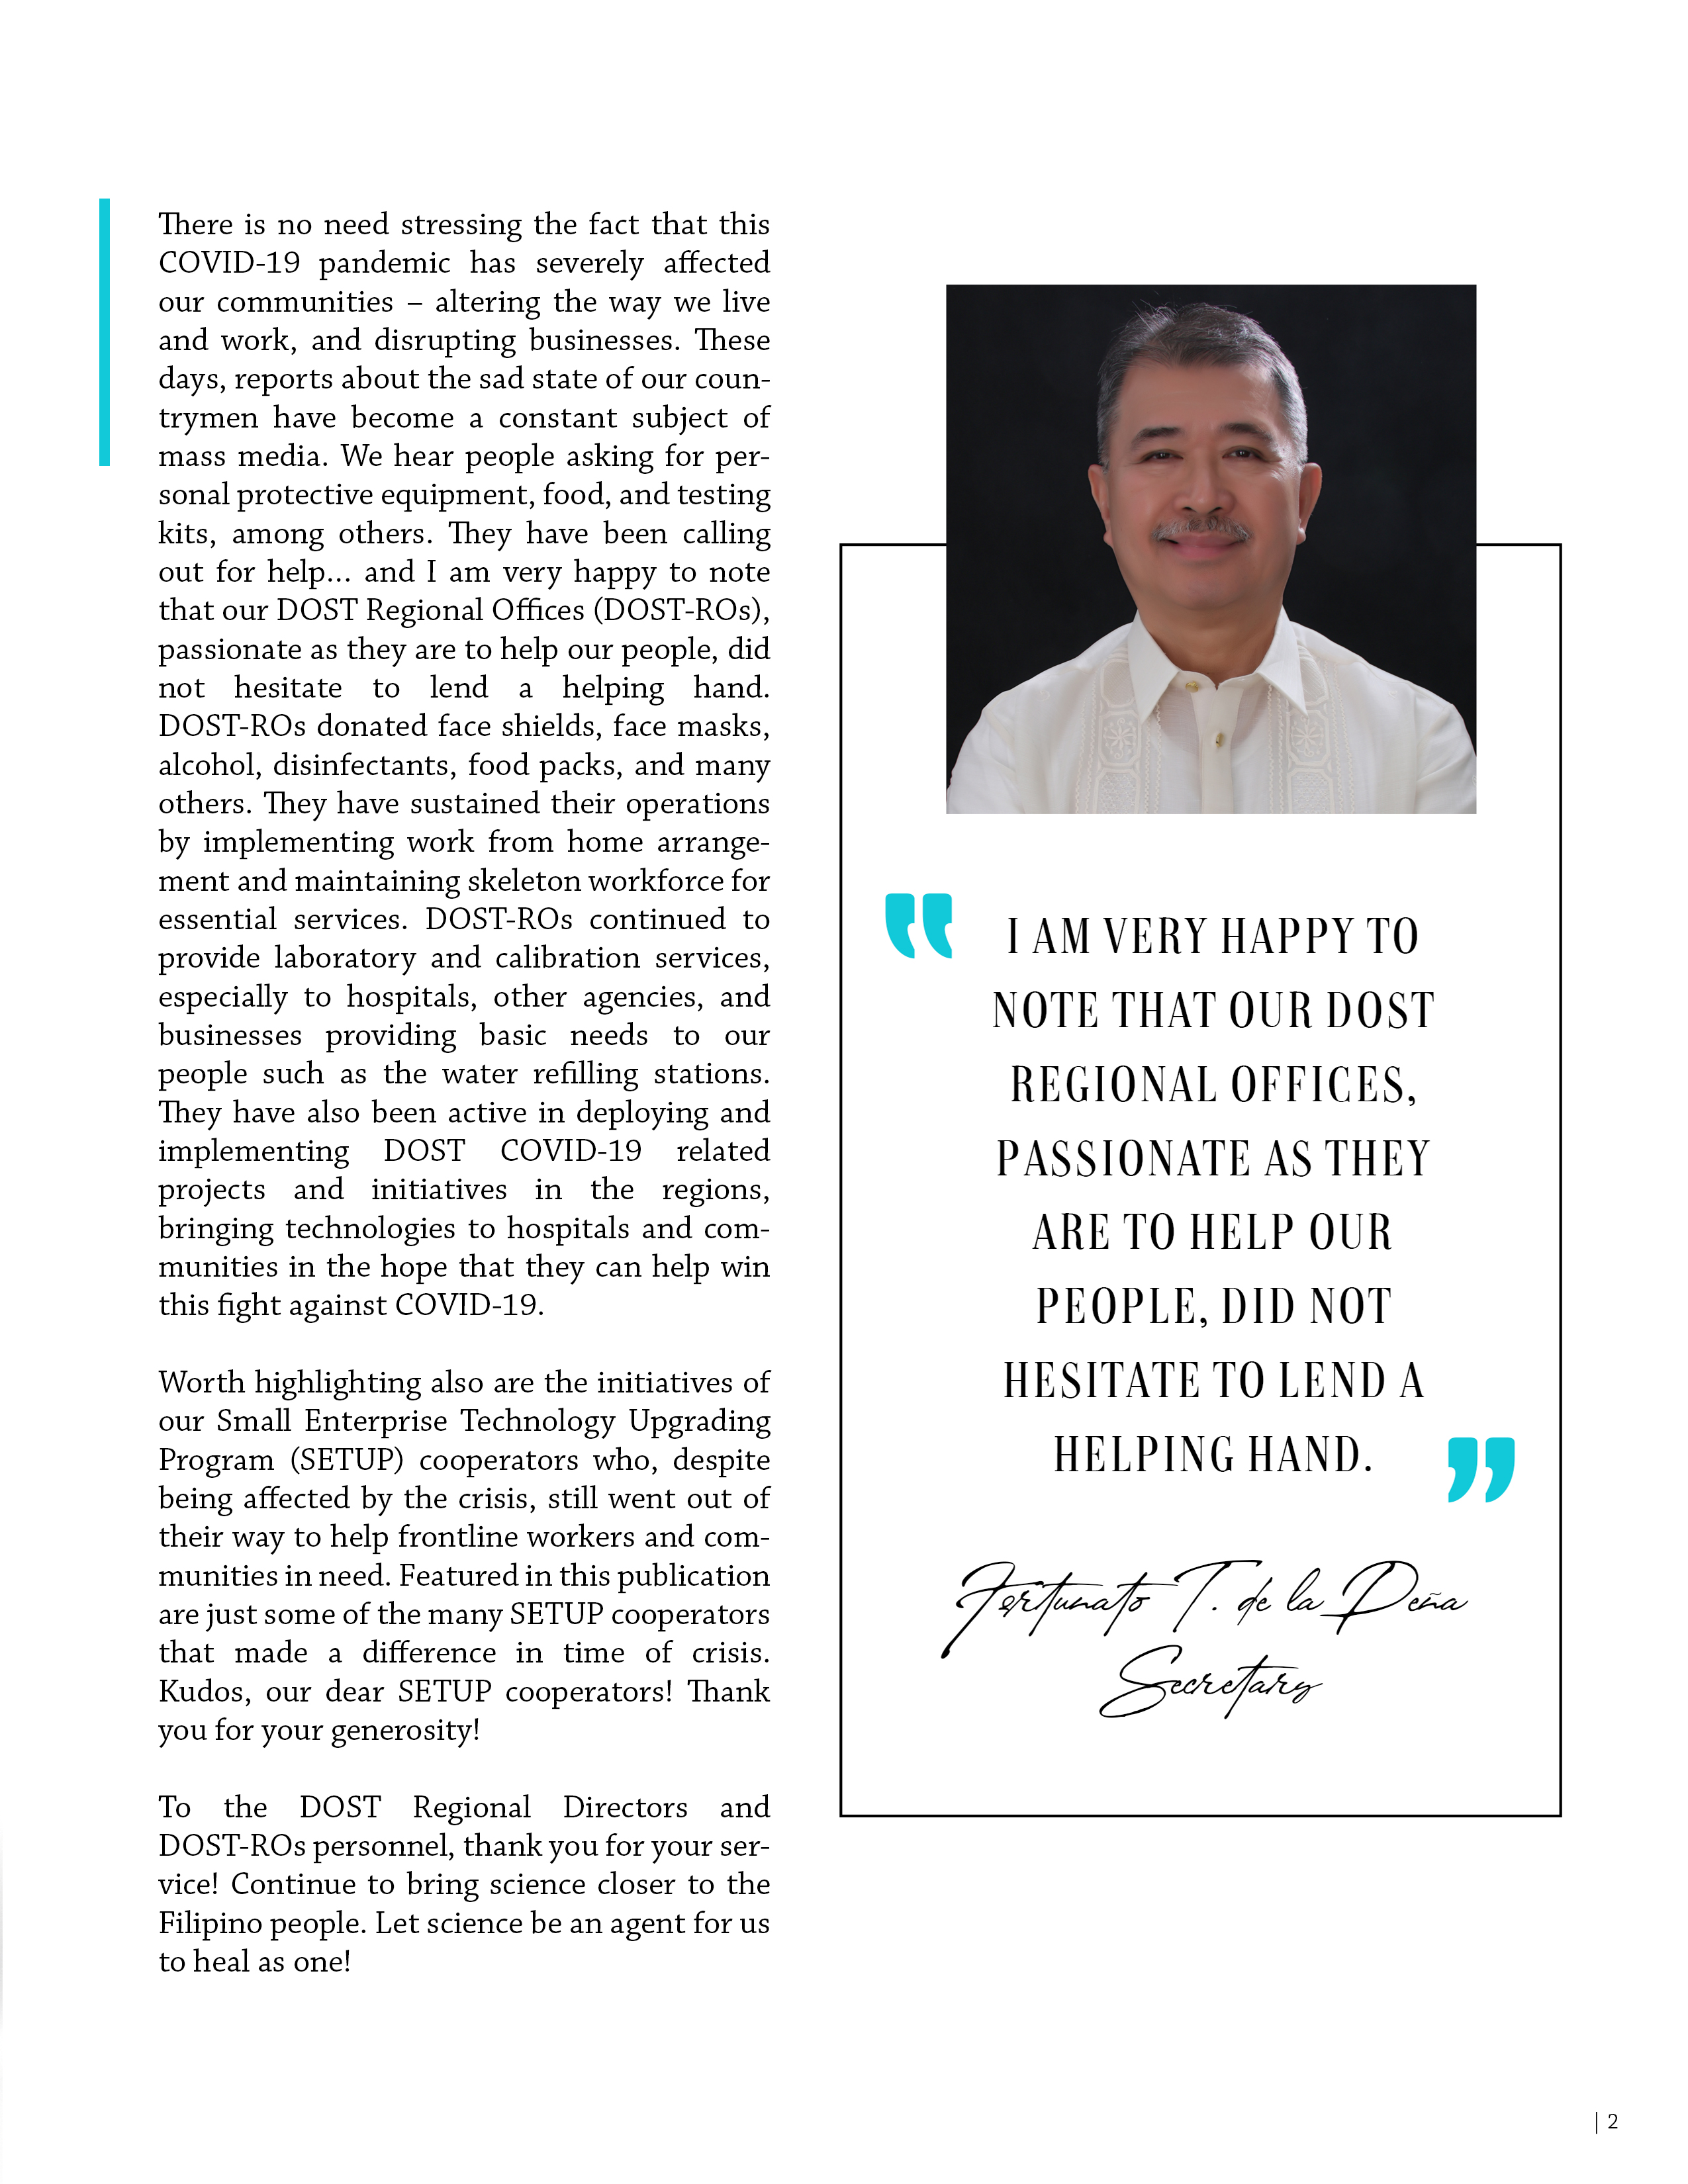 There is no need stressing the fact that this
COVID-19 pandemic has severely affected
our communities – altering the way we live
and work, and disrupting businesses. These
days, reports about the sad state of our coun-
trymen have become a constant subject of
mass media. We hear people asking for per-
sonal protective equipment, food, and testing
kits, among others. They have been calling
out for help... and I am very happy to note
that our DOST Regional Offices (DOST-ROs),
passionate as they are to help our people, did
not hesitate to lend a helping hand.
DOST-ROs donated face shields, face masks,
alcohol, disinfectants, food packs, and many
others. They have sustained their operations
by implementing work from home arrange-
ment and maintaining skeleton workforce for
essential services. DOST-ROs continued to
provide laboratory and calibration services,
especially to hospitals, other agencies, and
businesses providing basic needs to our
people such as the water refilling stations.
They have also been active in deploying and
implementing DOST COVID-19 related
projects and initiatives in the regions,
bringing technologies to hospitals and com-
munities in the hope that they can help win
this fight against COVID-19.
Worth highlighting also are the initiatives of
our Small Enterprise Technology Upgrading
Program (SETUP) cooperators who, despite
being affected by the crisis, still went out of
their way to help frontline workers and com-
munities in need. Featured in this publication
are just some of the many SETUP cooperators
that made a difference in time of crisis.
Kudos, our dear SETUP cooperators! Thank
you for your generosity!
To the DOST Regional Directors and
DOST-ROs personnel, thank you for your ser-
vice! Continue to bring science closer to the
Filipino people. Let science be an agent for us
to heal as one!
“I AM VERY HAPPY TO
NOTE THAT OUR DOST
REGIONAL OFFICES,
PASSIONATE AS THEY
ARE TO HELP OUR
PEOPLE, DID NOT
HESITATE TO LEND A
HELPING HAND.”
Fortunato T. de la Peña
Secretary
| 2